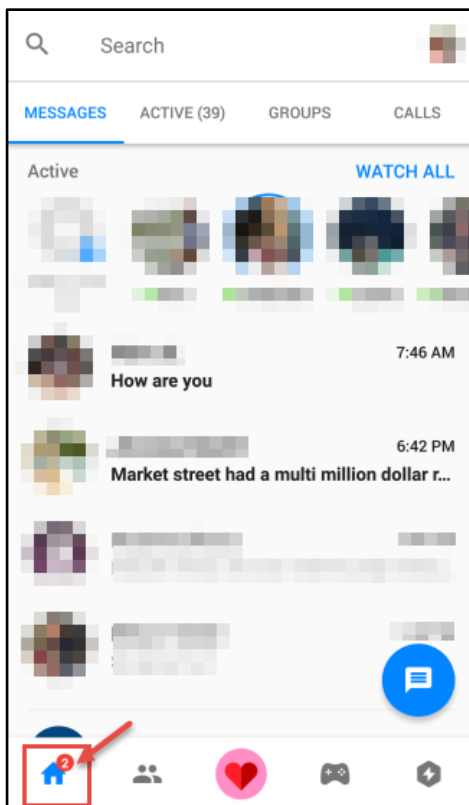 Search
MESSAGES ACTIVE (39) GROUPS CALLS
Active WATCH ALL
7:46 AM
How are you
6:42 PM
Market street had a multi million dollar r...
2